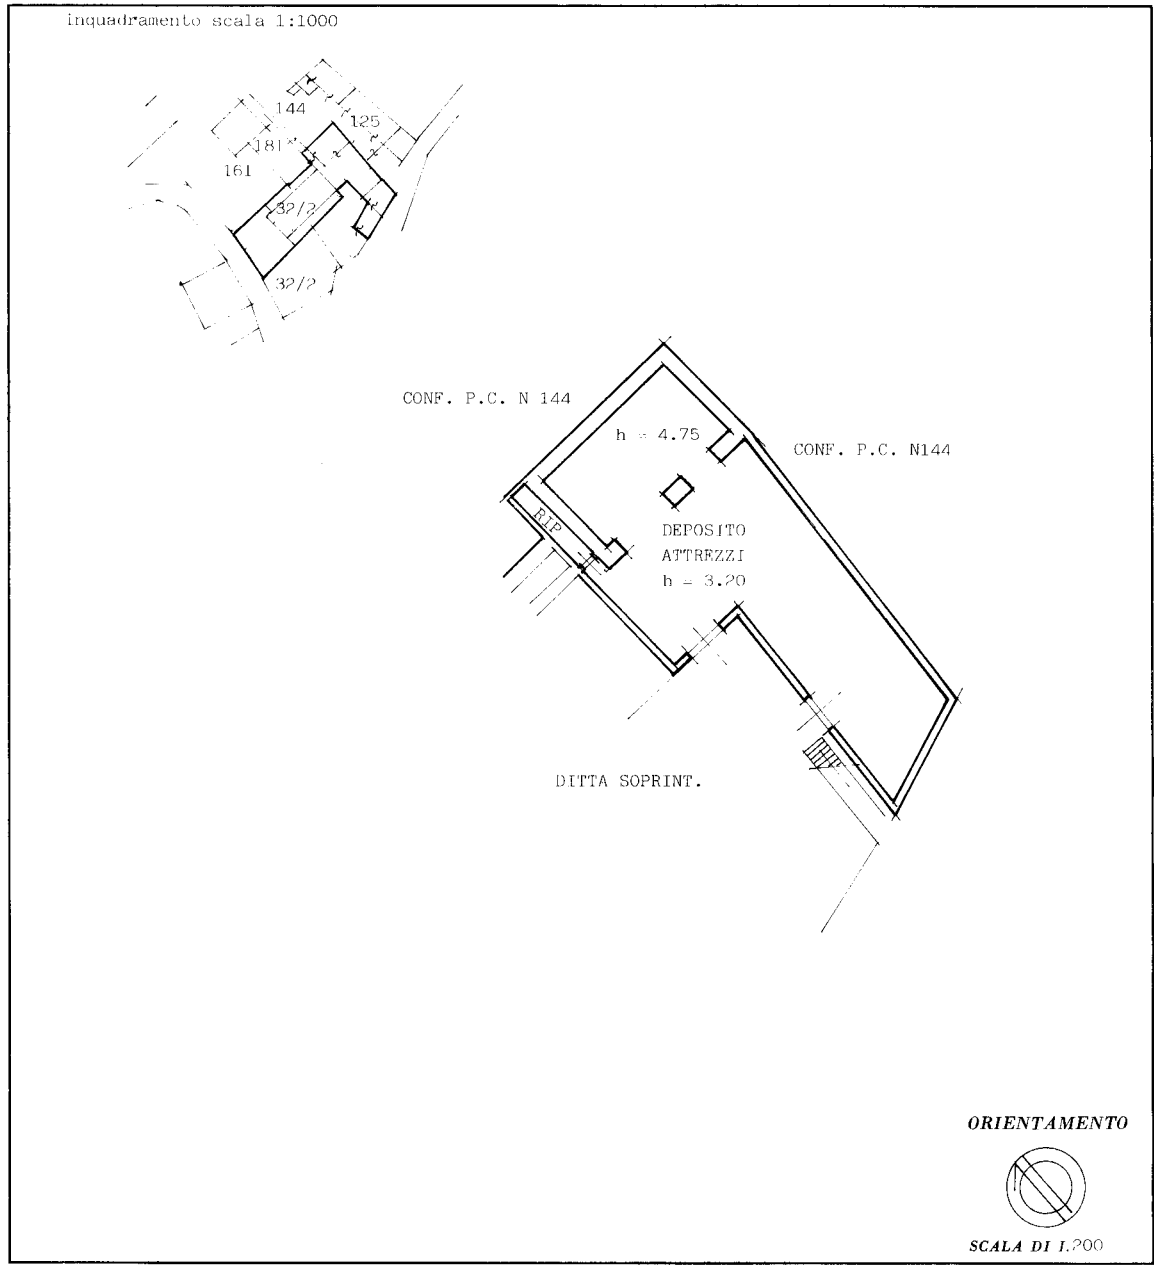 inquadramento scala 1:1000
144
125
181
161
32/2
32/2
CONF. P.C. N 144
h = 4.75
CONF. P.C. N144
RIP
DEPOSITO
ATTREZZI
h = 3.20
DITTA SOPRINT.
ORIENTAMENTO
SCALA DI 1.200